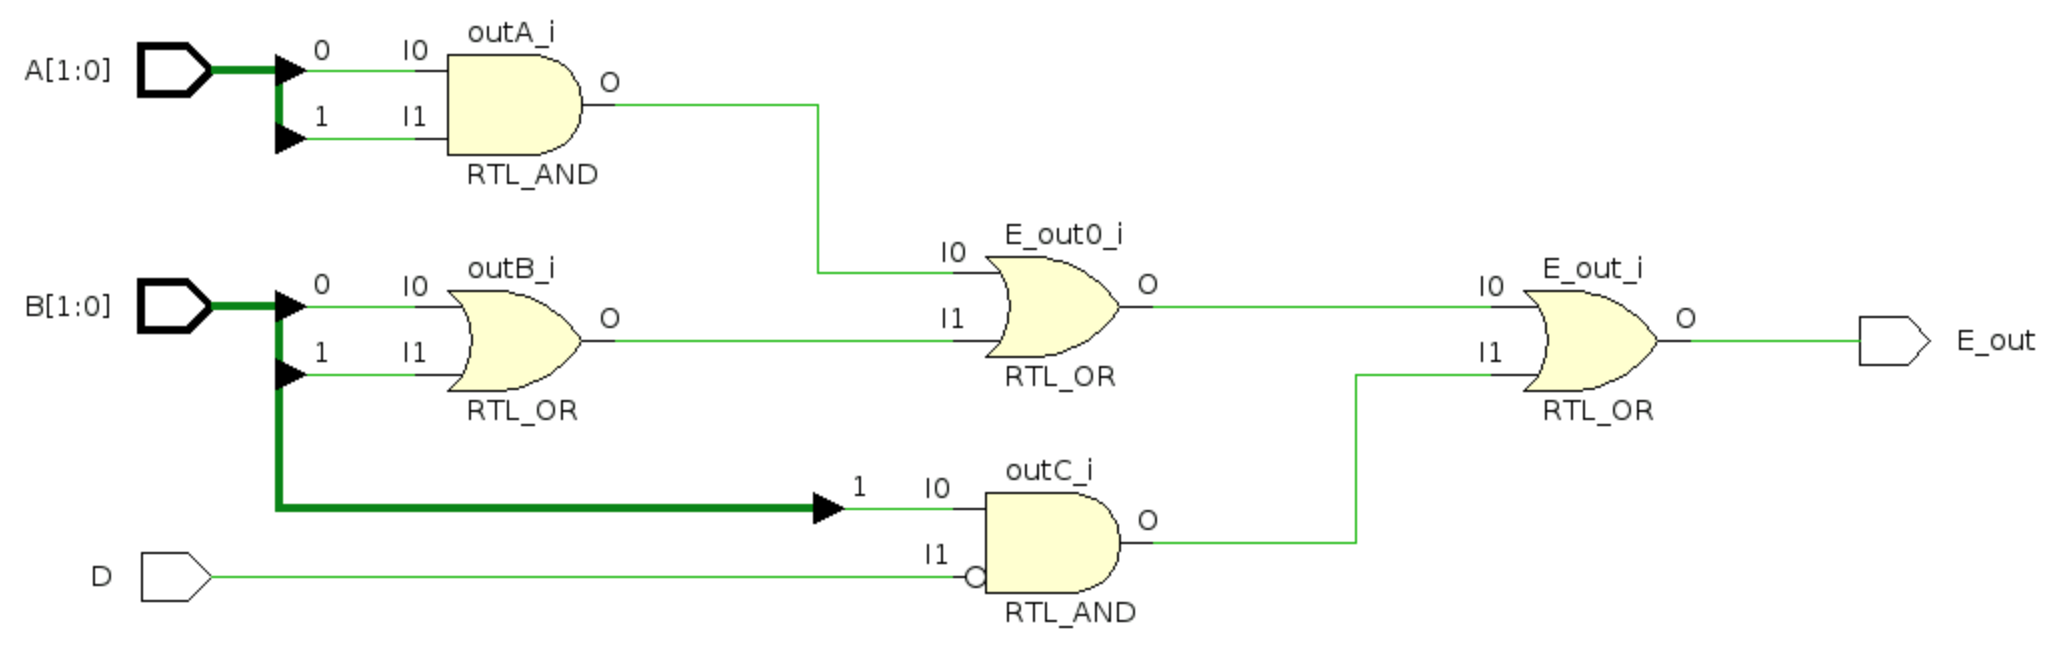 outA_i
A[1:0]
0
I0
1
I1
O
RTL_AND
outB_i
B[1:0]
0
I0
1
I1
O
RTL_OR
E_out0_i
I0
I1
O
RTL_OR
E_out_i
I0
I1
O
RTL_OR
E_out
outC_i
1
I0
I1
O
RTL_AND
D